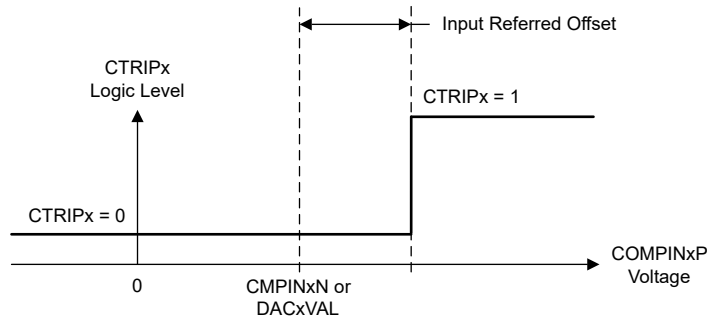 Input Referred Offset
CTRIPx
Logic Level
CTRIPx = 1
CTRIPx = 0
COMPINxP
Voltage
0
CMPINxN or
DACxVAL